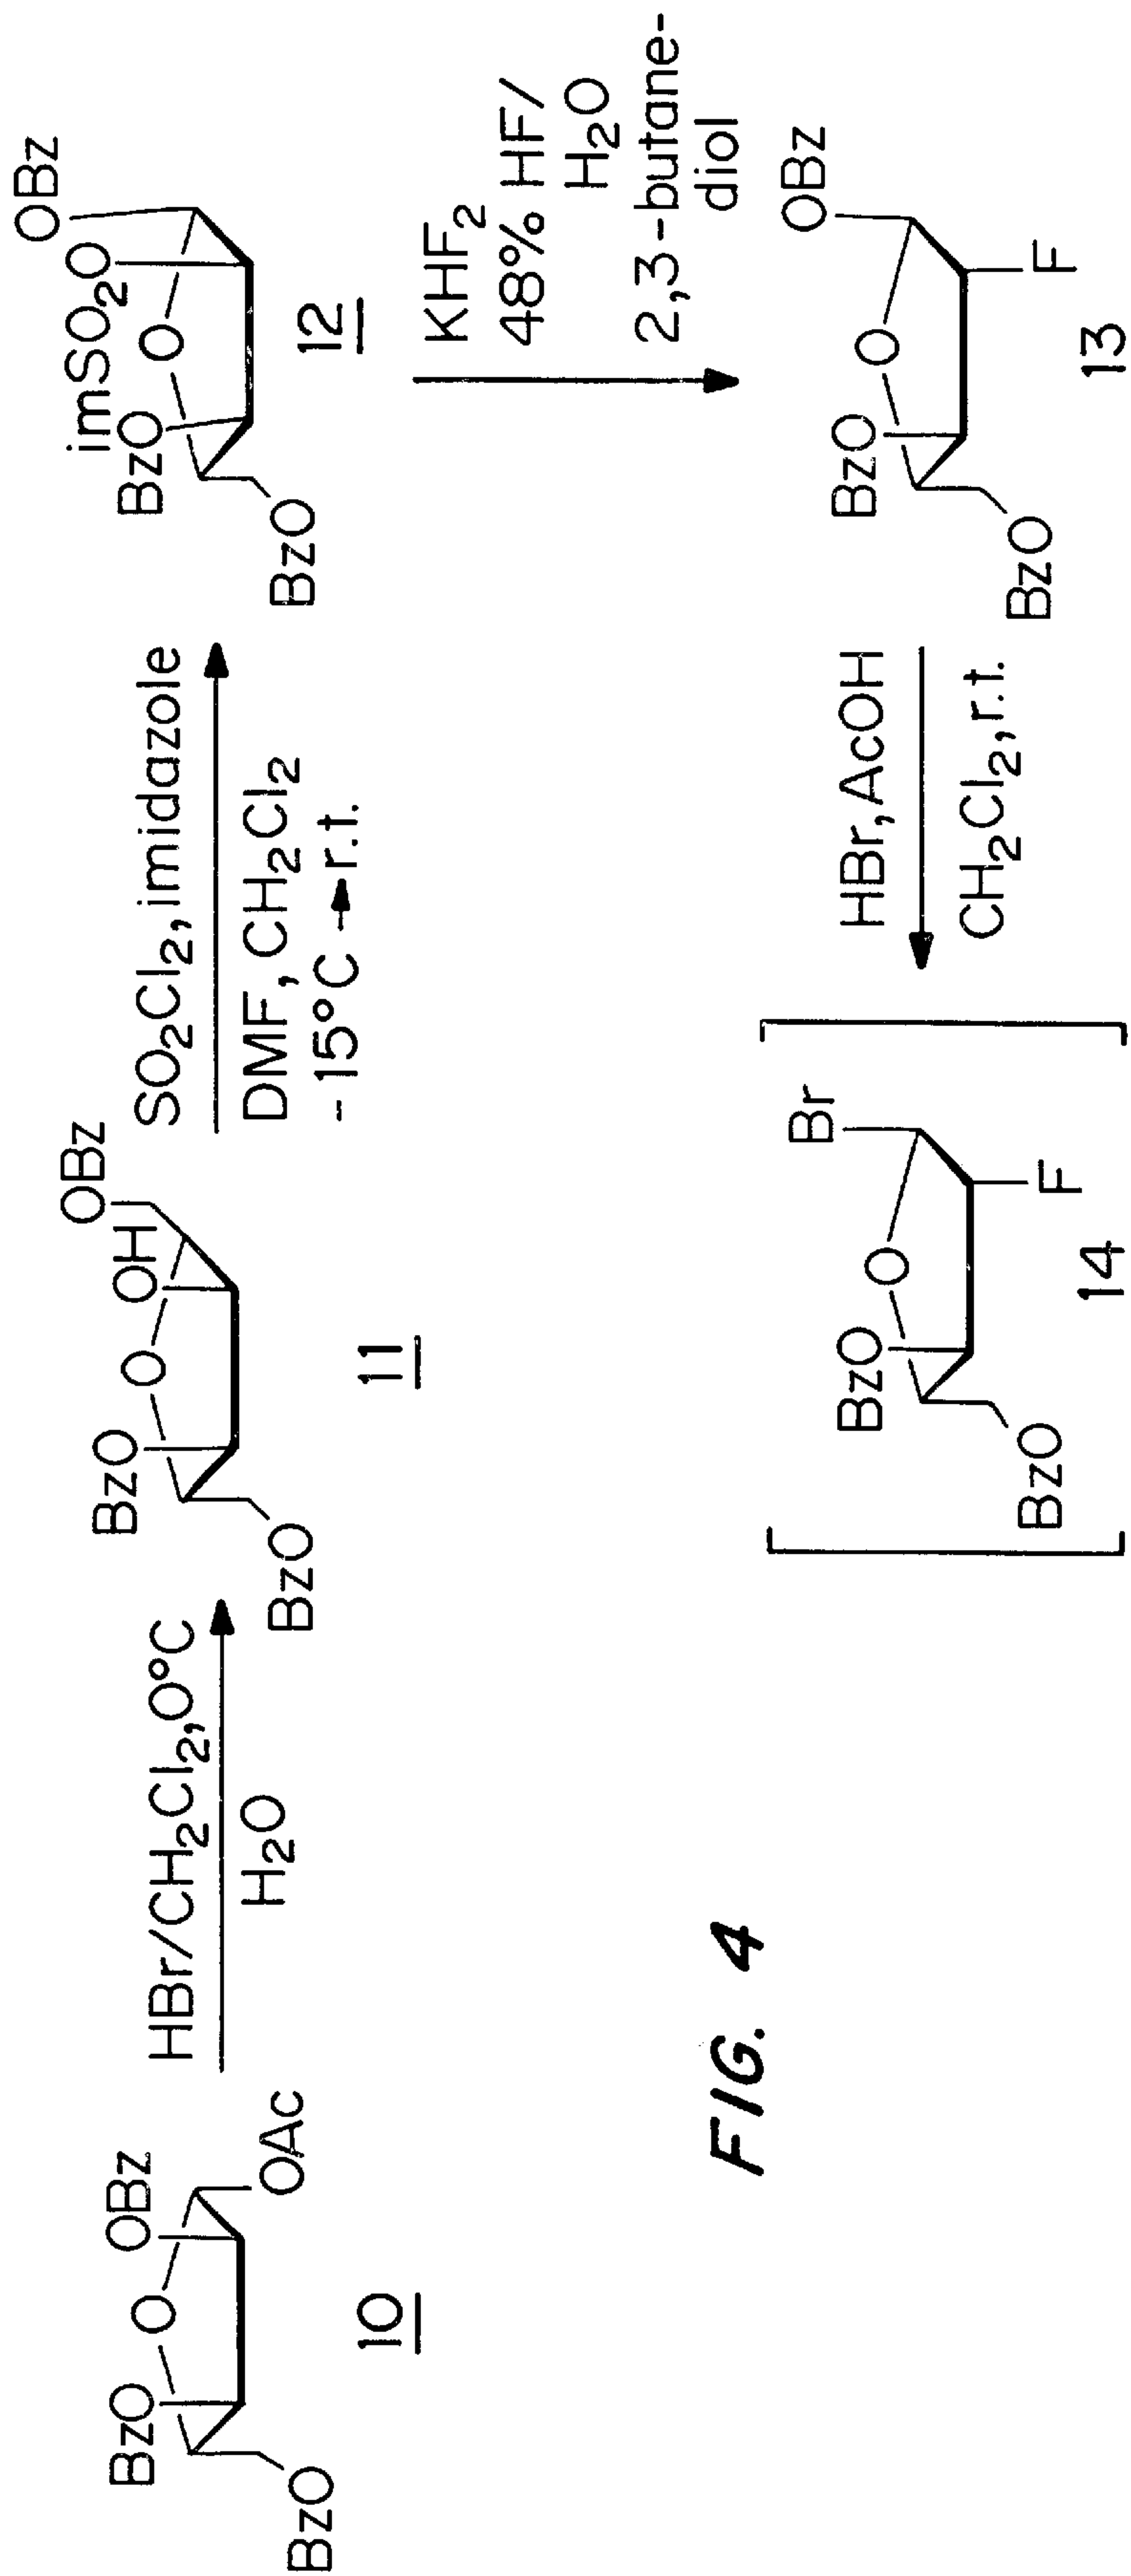 BzO
OBz
O
BzO
OAc
10
HBr/CH2Cl2, 0°C
H2O
BzO
OH
OBz
O
BzO
11
SO2Cl2, imidazole
DMF, CH2Cl2
-15°C → r.t.
imSO2O
OBz
BzO
O
BzO
12
KHF2
48% HF/
H2O
2,3-butane-
diol
BzO
O
OBz
F
BzO
13
HBr, AcOH
CH2Cl2, r.t.
BzO
O
Br
F
BzO
14
FIG. 4